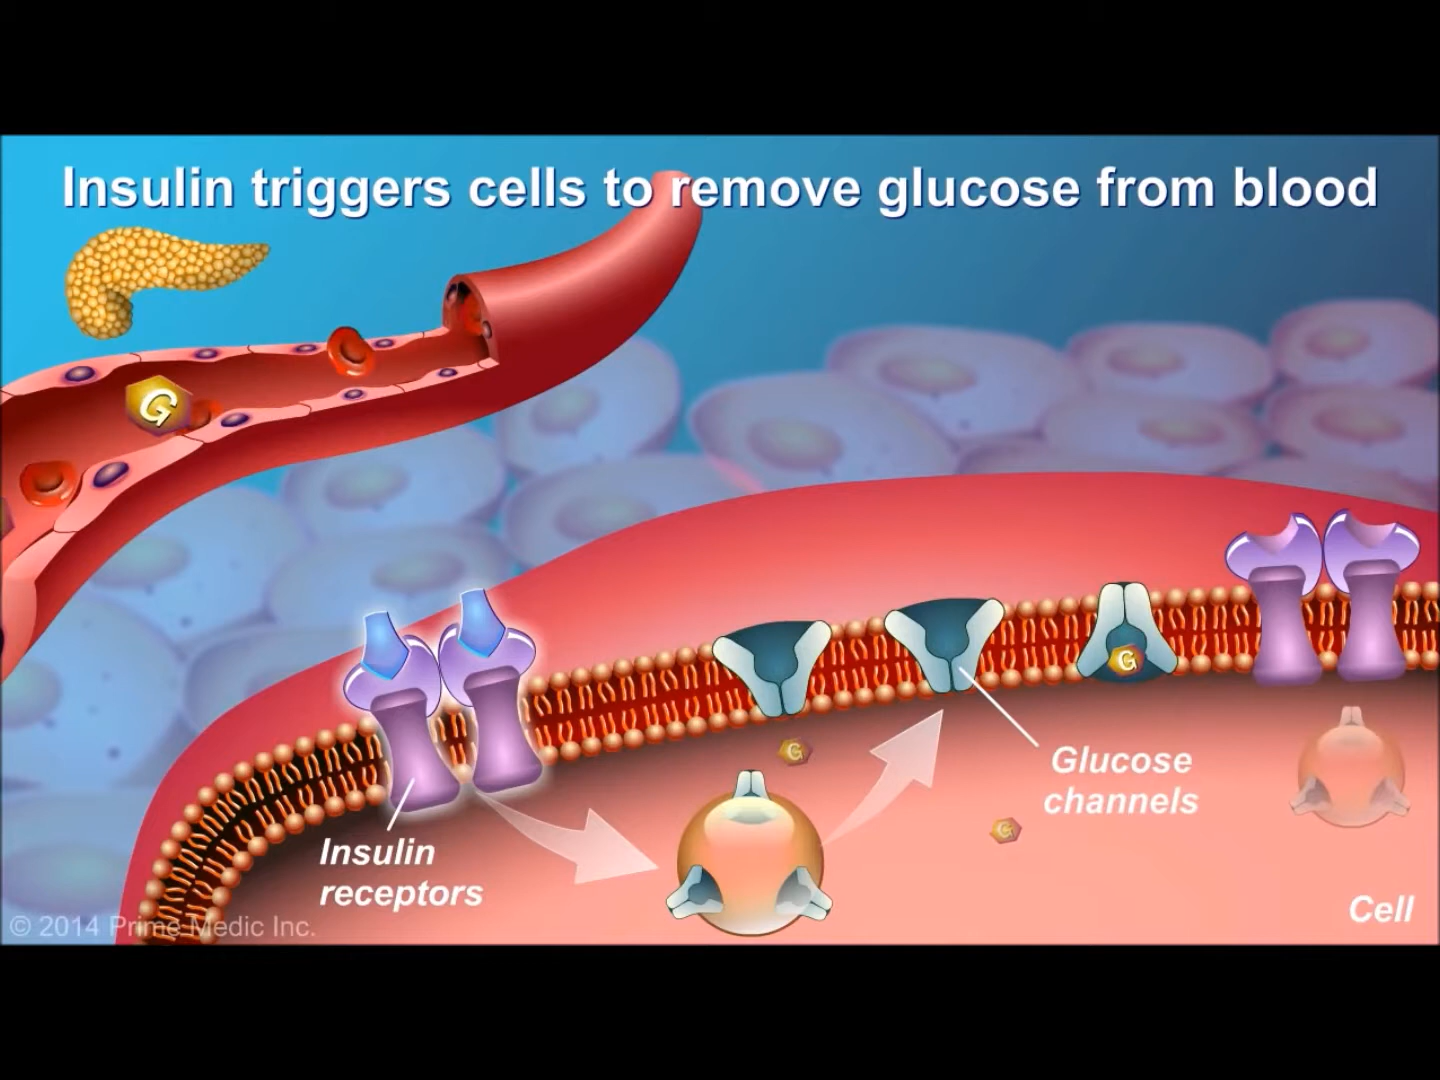 Insulin triggers cells to remove glucose from blood
G
G
G
G
Glucose
channels
Insulin
receptors
Cell
© 2014 Prime Medic Inc.